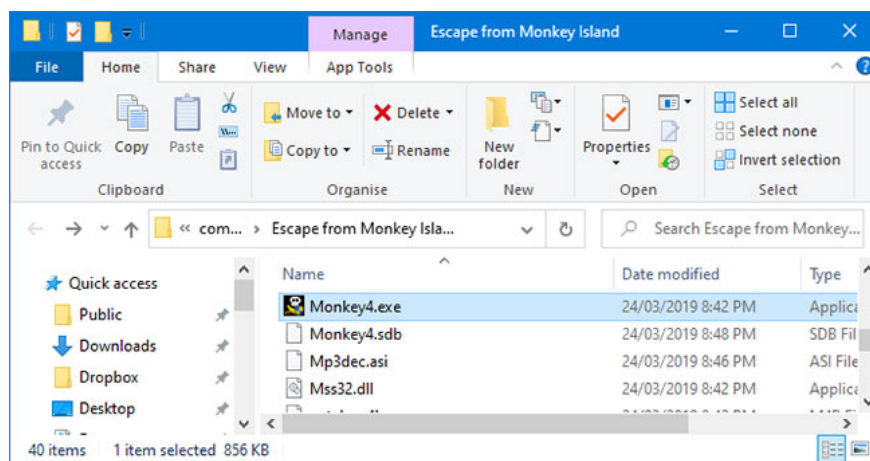 Manage
Escape from Monkey Island
File
Home
Share
View
App Tools
Pin to Quick access
Copy
Paste
Move to
Copy to
Delete
Rename
New folder
Properties
Select all
Select none
Invert selection
Clipboard
Organise
New
Open
Select
« com... > Escape from Monkey Isla...
Search Escape from Monkey...
Quick access
Public
Downloads
Dropbox
Desktop
Name Date modified Type
Monkey4.exe 24/03/2019 8:42 PM Applica
Monkey4.sdb 24/03/2019 8:48 PM SDB Fil
Mp3dec.asi 24/03/2019 8:46 PM ASI File
Mss32.dll 24/03/2019 8:42 PM Applica
40 items 1 item selected 856 KB